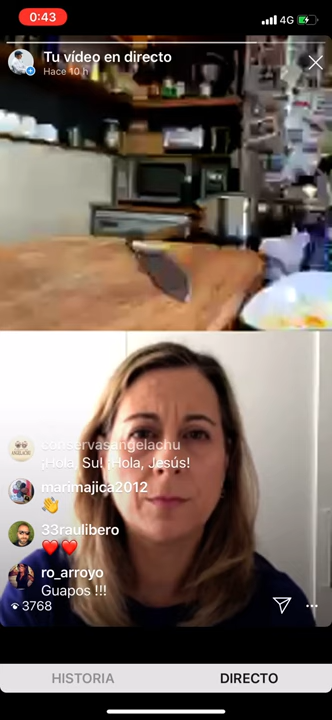 0:43
4G
Tu vídeo en directo
Hace 10 h
conservasangelachu
¡Hola, Su! ¡Hola, Jesús!
marimajica2012
33raulibero
ro_arroyo
Guapos !!!
3768
HISTORIA
DIRECTO